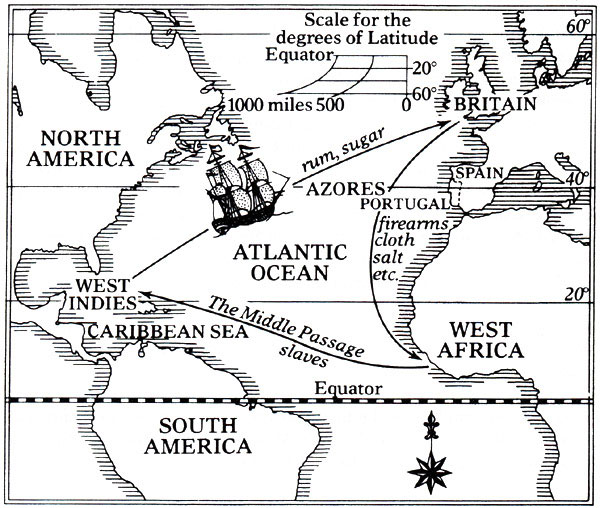 Scale for the
degrees of Latitude
Equator
20°
60°
1000 miles 500 0
60°
BRITAIN
NORTH
AMERICA
rum, sugar
SPAIN
40°
AZORES
PORTUGAL
firearms
cloth
salt
etc.
ATLANTIC
OCEAN
WEST
INDIES
20°
The Middle Passage
slaves
CARIBBEAN SEA
WEST
AFRICA
Equator
SOUTH
AMERICA